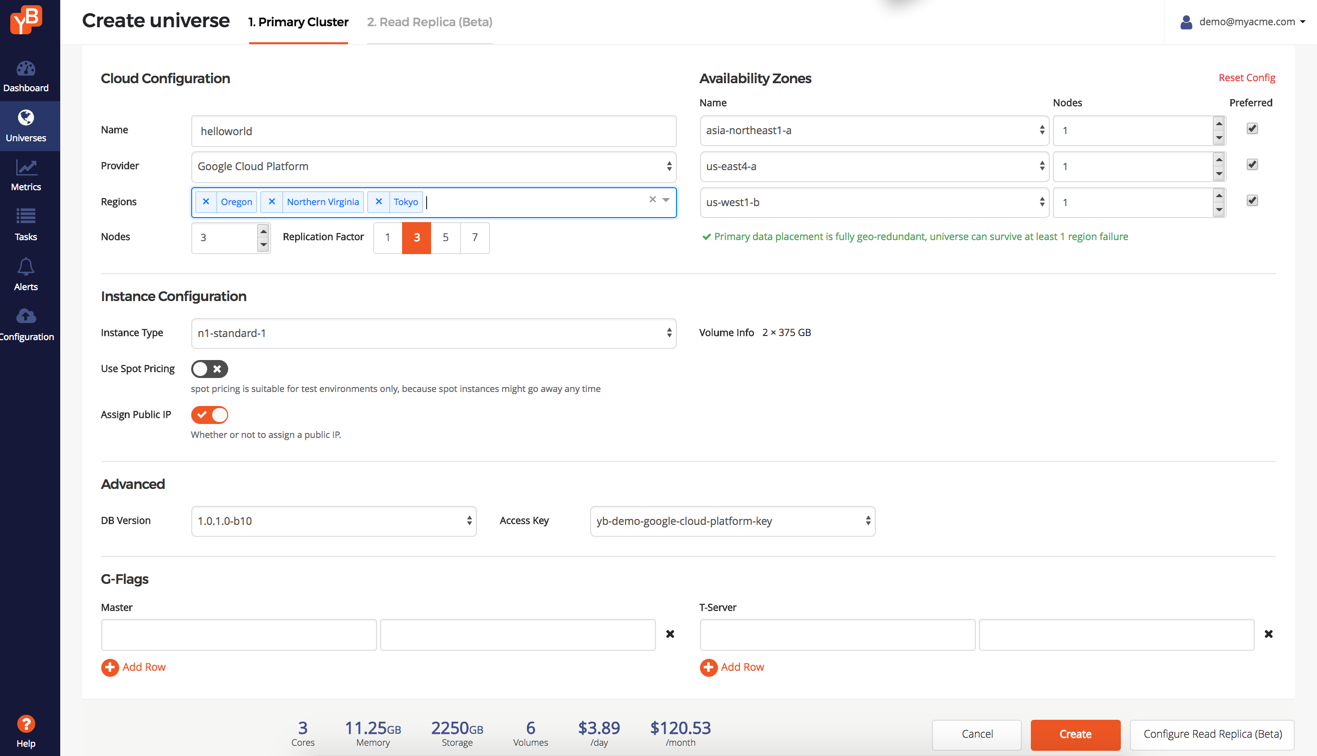 YB
Create universe
1. Primary Cluster
2. Read Replica (Beta)
demo@myacme.com
Dashboard
Universes
Metrics
Tasks
Alerts
Configuration
Help
Cloud Configuration
Name
helloworld
Provider
Google Cloud Platform
Regions
× Oregon × Northern Virginia × Tokyo
×
Nodes
3
Replication Factor
1 3 5 7
Availability Zones
Reset Config
Name Nodes Preferred
asia-northeast1-a 1
us-east4-a 1
us-west1-b 1
Primary data placement is fully geo-redundant, universe can survive at least 1 region failure
Instance Configuration
Instance Type
n1-standard-1
Volume Info 2 × 375 GB
Use Spot Pricing
spot pricing is suitable for test environments only, because spot instances might go away any time
Assign Public IP
Whether or not to assign a public IP.
Advanced
DB Version
1.0.1.0-b10
Access Key
yb-demo-google-cloud-platform-key
G-Flags
Master
Add Row
T-Server
Add Row
3
Cores
11.25GB
Memory
2250GB
Storage
6
Volumes
$3.89
/day
$120.53
/month
Cancel
Create
Configure Read Replica (Beta)